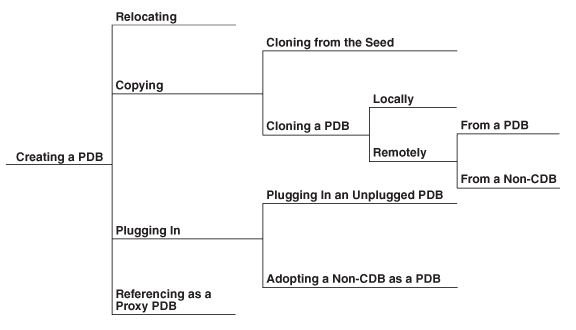 Relocating
Cloning from the Seed
Copying
Locally
Cloning a PDB
From a PDB
Remotely
Creating a PDB
From a Non-CDB
Plugging In an Unplugged PDB
Plugging In
Adopting a Non-CDB as a PDB
Referencing as a
Proxy PDB